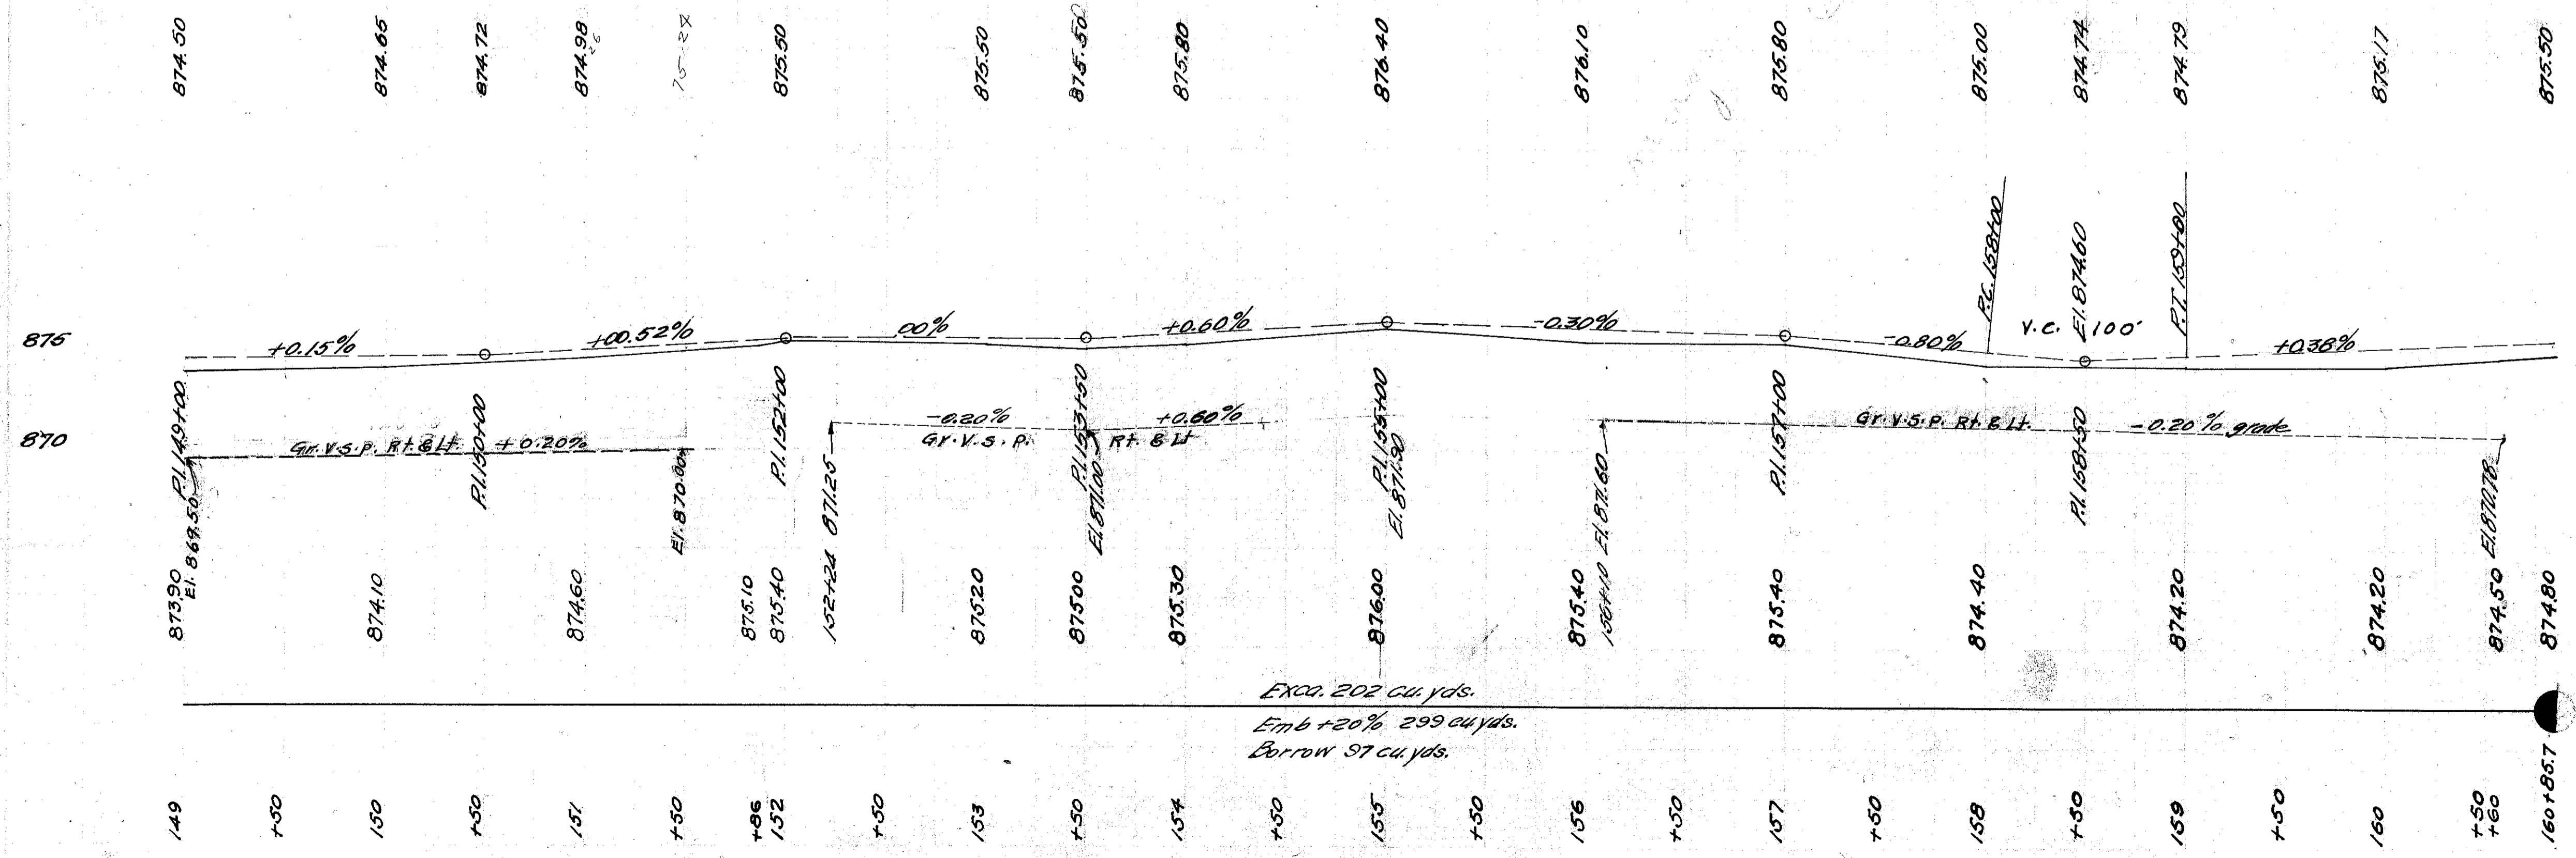 874.50 874.65 874.72 874.98 75.27 875.50 875.50 875.50 875.80 876.40 876.10 875.80 875.00 874.74 874.79 875.17 875.50
26
P.C. 158+00
V.C. 100'
El. 874.60
P.T. 159+00
875
+0.15% +00.52% .00% +0.60% -0.30% -0.80% +0.38%
870
P.I. 149+00
El. 869.50
Gr. V.S.P. Rt. & Lt. +0.20%
P.I. 150+00
El. 870.00
P.I. 152+00
152+24 871.25
-0.20% +0.60%
Gr. V.S.P. Rt. & Lt
P.I. 153+50
El. 871.00
P.I. 155+00
El. 871.90
156+10 El. 871.60
P.I. 157+00
Gr. V.S.P. Rt. & Lt. -0.20% grade
P.I. 158+50
El. 870.78
873.90 874.10 874.60 875.10 875.40 875.20 875.00 875.30 876.00 875.40 875.40 874.40 874.20 874.20 874.50 874.80
Exca. 202 cu. yds.
Emb +20% 299 cu. yds.
Borrow 97 cu. yds.
149 +50 150 +50 151 +50 +86 152 +50 153 +50 154 +50 155 +50 156 +50 157 +50 158 +50 159 +50 160 +50 +60 160+85.7